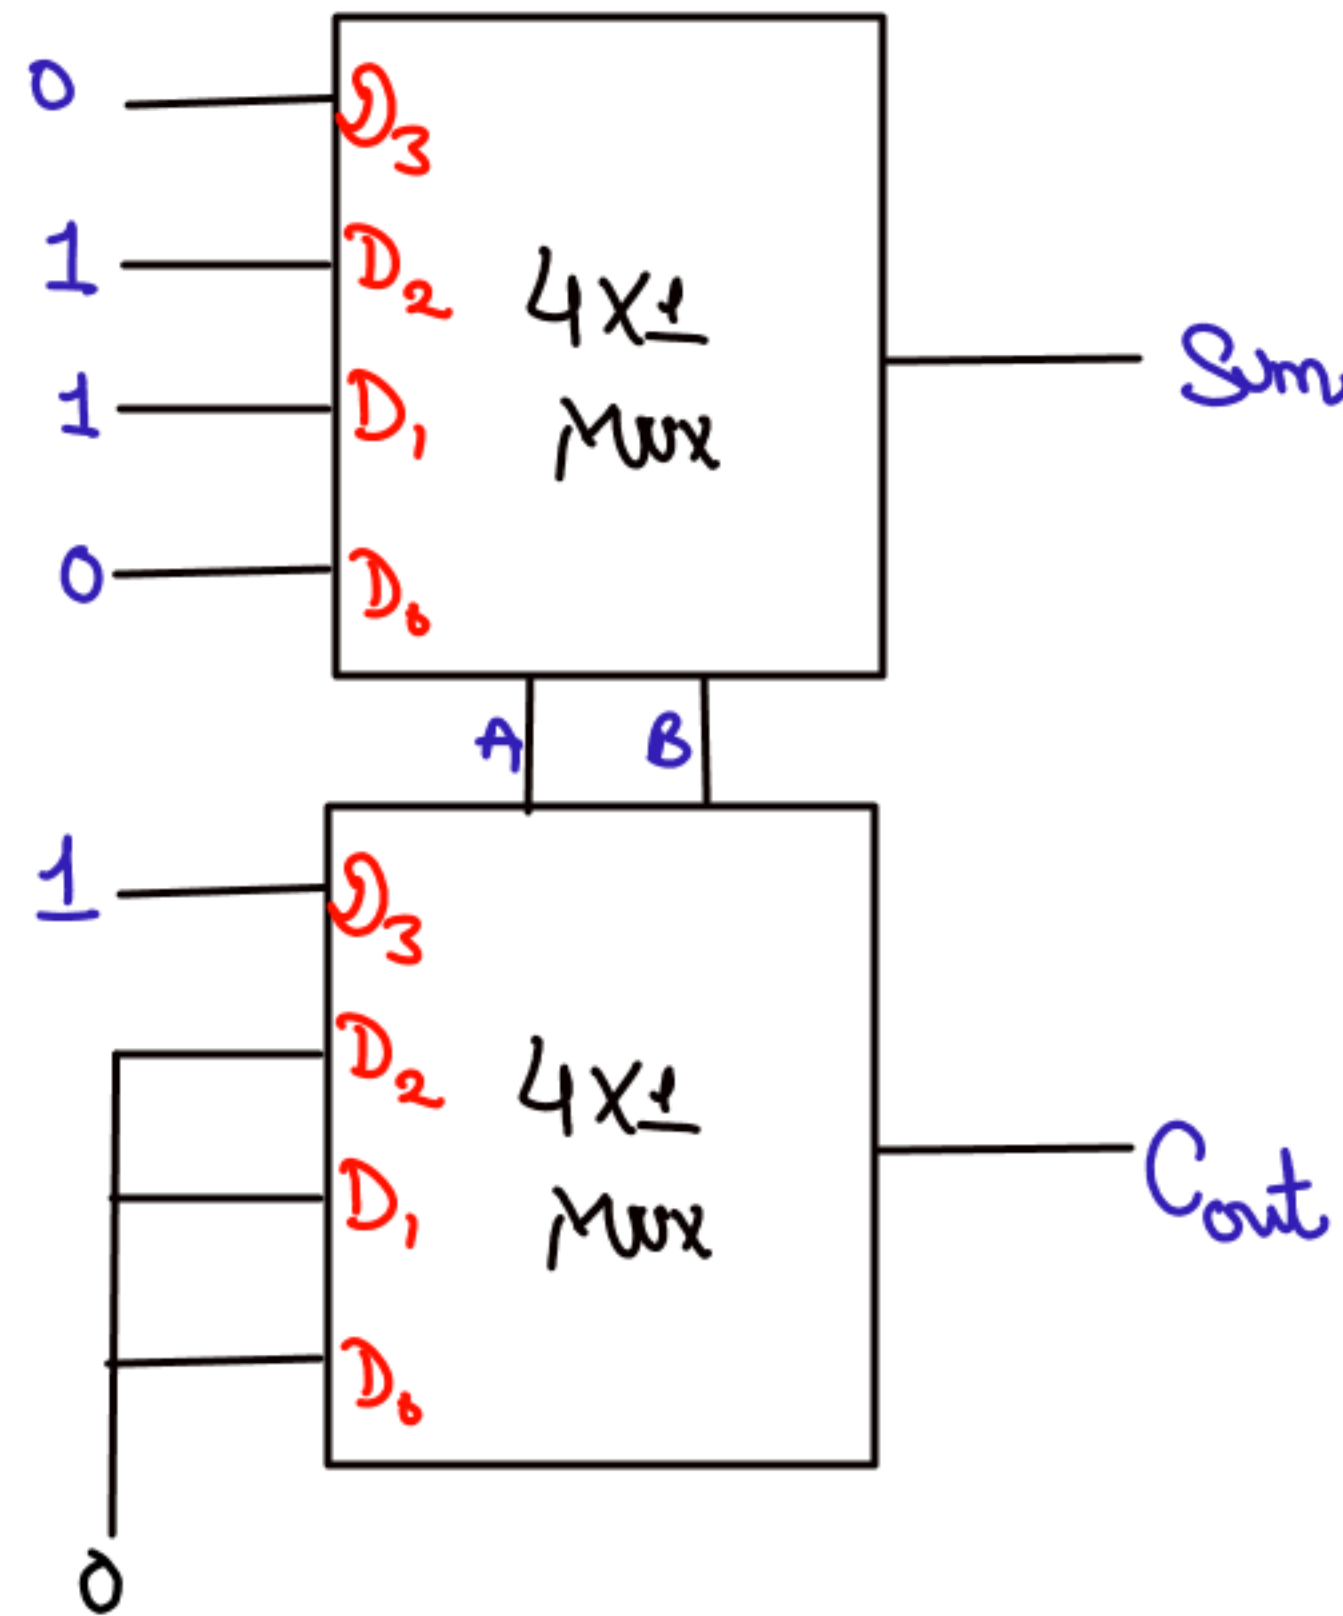 0 D3
1 D2 4x1
1 D1 Mux Sum
0 D0
A B
1 D3
D2 4x1
D1 Mux Cout
D0
0